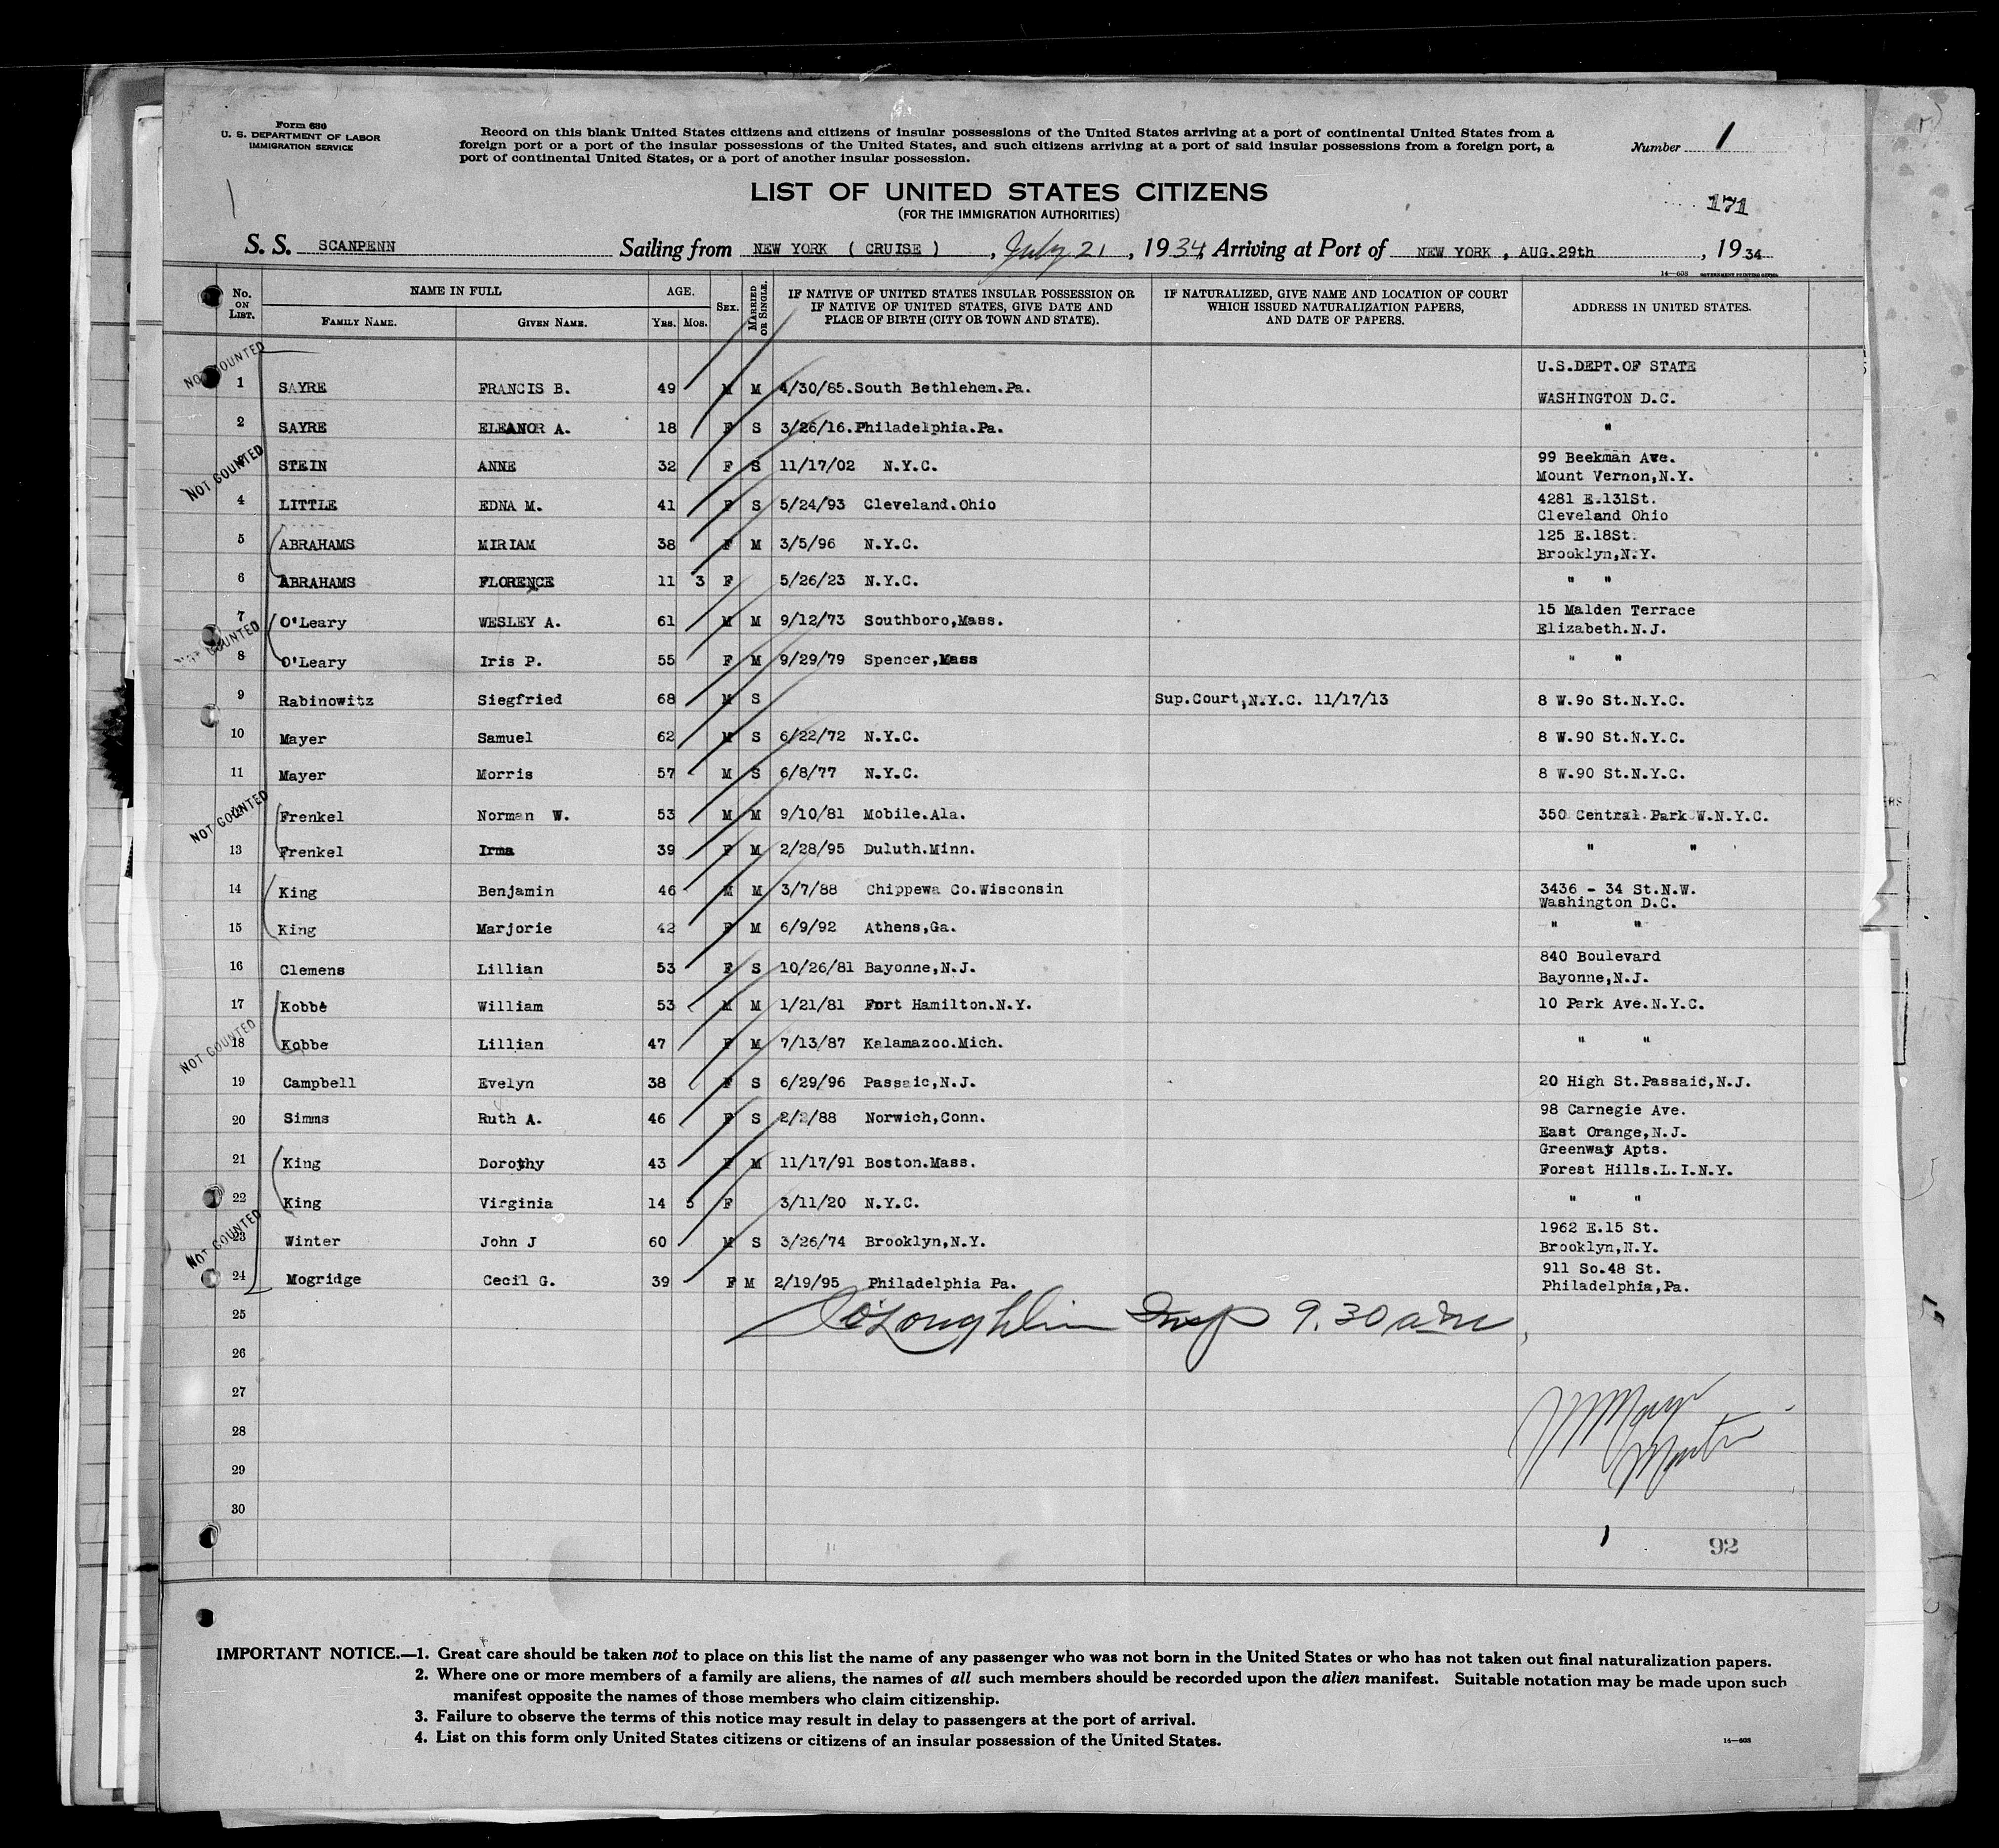 Form 630
U. S. DEPARTMENT OF LABOR
IMMIGRATION SERVICE
Record on this blank United States citizens and citizens of insular possessions of the United States arriving at a port of continental United States from a
foreign port or a port of the insular possessions of the United States, and such citizens arriving at a port of said insular possessions from a foreign port, a
port of continental United States, or a port of another insular possession.
Number 1
LIST OF UNITED STATES CITIZENS
(FOR THE IMMIGRATION AUTHORITIES)
171
S. S. SCANPENN Sailing from NEW YORK ( CRUISE ) , July 21 , 1934, Arriving at Port of NEW YORK , AUG.29th , 1934
14—608 GOVERNMENT PRINTING OFFICE
No. ON LIST. NAME IN FULL AGE. SEX. MARRIED OR SINGLE. IF NATIVE OF UNITED STATES INSULAR POSSESSION OR IF NATIVE OF UNITED STATES, GIVE DATE AND PLACE OF BIRTH (CITY OR TOWN AND STATE). IF NATURALIZED, GIVE NAME AND LOCATION OF COURT WHICH ISSUED NATURALIZATION PAPERS, AND DATE OF PAPERS. ADDRESS IN UNITED STATES.
FAMILY NAME. GIVEN NAME. YRS. MOS.
NOT COUNTED
U.S.DEPT.OF STATE
1 SAYRE FRANCIS B. 49 M M 4/30/85.South Bethlehem.Pa.
WASHINGTON D.C.
2 SAYRE ELEANOR A. 18 F S 3/26/16.Philadelphia.Pa. "
NOT COUNTED
STEIN ANNE 32 F S 11/17/02 N.Y.C. 99 Beekman Ave.
Mount Vernon,N.Y.
4 LITTLE EDNA M. 41 F S 5/24/93 Cleveland.Ohio 4281 E.131St.
Cleveland Ohio
5 ABRAHAMS MIRIAM 38 F M 3/5/96 N.Y.C. 125 E.18St.
Brooklyn,N.Y.
6 ABRAHAMS FLORENCE 11 3 F 5/26/23 N.Y.C. " "
7 O'Leary WESLEY A. 61 M M 9/12/73 Southboro,Mass. 15 Malden Terrace
Elizabeth.N.J.
NOT COUNTED
8 O'Leary Iris P. 55 F M 9/29/79 Spencer,Mass " "
9 Rabinowitz Siegfried 68 M S Sup.Court,N.Y.C. 11/17/13 8 W.9o St.N.Y.C.
10 Mayer Samuel 62 M S 6/22/72 N.Y.C. 8 W.90 St.N.Y.C.
11 Mayer Morris 57 M S 6/8/77 N.Y.C. 8 W.90 St.N.Y.C.
NOT COUNTED
12 Frenkel Norman W. 53 M M 9/10/81 Mobile.Ala. 350 Central Park W.N.Y.C.
13 Frenkel Irma 39 F M 2/28/95 Duluth.Minn. " "
14 King Benjamin 46 M M 3/7/88 Chippewa Co.Wisconsin 3436 - 34 St.N.W.
Washington D.C.
15 King Marjorie 42 F M 6/9/92 Athens,Ga. " "
16 Clemens Lillian 53 F S 10/26/81 Bayonne,N.J. 840 Boulevard
Bayonne,N.J.
17 Kobbe William 53 M M 1/21/81 Fort Hamilton.N.Y. 10 Park Ave.N.Y.C.
NOT COUNTED
18 Kobbe Lillian 47 F M 7/13/87 Kalamazoo.Mich. " "
19 Campbell Evelyn 38 F S 6/29/96 Passaic,N.J. 20 High St.Passaic,N.J.
20 Simms Ruth A. 46 F S 2/2/88 Norwich,Conn. 98 Carnegie Ave.
East Orange,N.J.
21 King Dorothy 43 F M 11/17/91 Boston.Mass. Greenway Apts.
Forest Hills.L.I.N.Y.
22 King Virginia 14 5 F 3/11/20 N.Y.C. " "
NOT COUNTED
23 Winter John J 60 M S 3/26/74 Brooklyn,N.Y. 1962 E.15 St.
Brooklyn,N.Y.
24 Mogridge Cecil G. 39 F M 2/19/95 Philadelphia Pa. 911 So.48 St.
Philadelphia,Pa.
25 O'Loughlin Insp 9.30 am
26
27
28
29
30
1 92
IMPORTANT NOTICE.—1. Great care should be taken not to place on this list the name of any passenger who was not born in the United States or who has not taken out final naturalization papers.
2. Where one or more members of a family are aliens, the names of all such members should be recorded upon the alien manifest. Suitable notation may be made upon such
manifest opposite the names of those members who claim citizenship.
3. Failure to observe the terms of this notice may result in delay to passengers at the port of arrival.
4. List on this form only United States citizens or citizens of an insular possession of the United States.
14—608